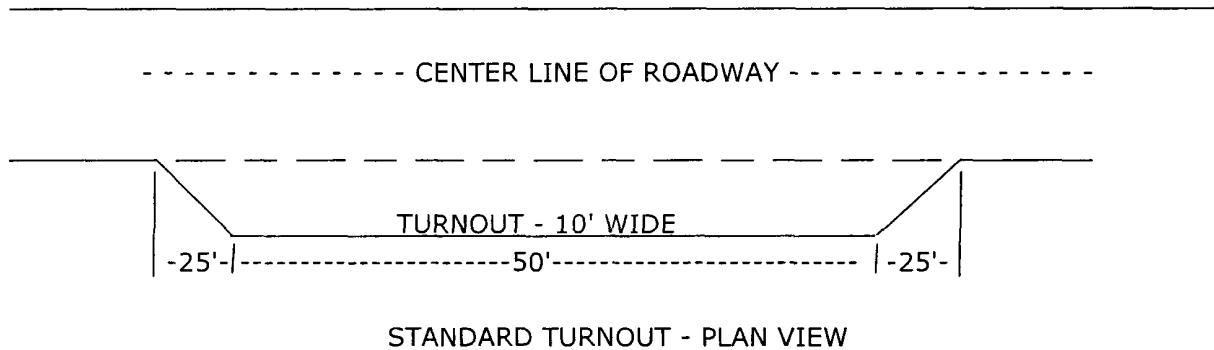 - - - - - - - - - - - - - CENTER LINE OF ROADWAY - - - - - - - - - - - - - -
TURNOUT - 10' WIDE
-25'-|-----------------------50'-------------------------- |-25'-
STANDARD TURNOUT - PLAN VIEW